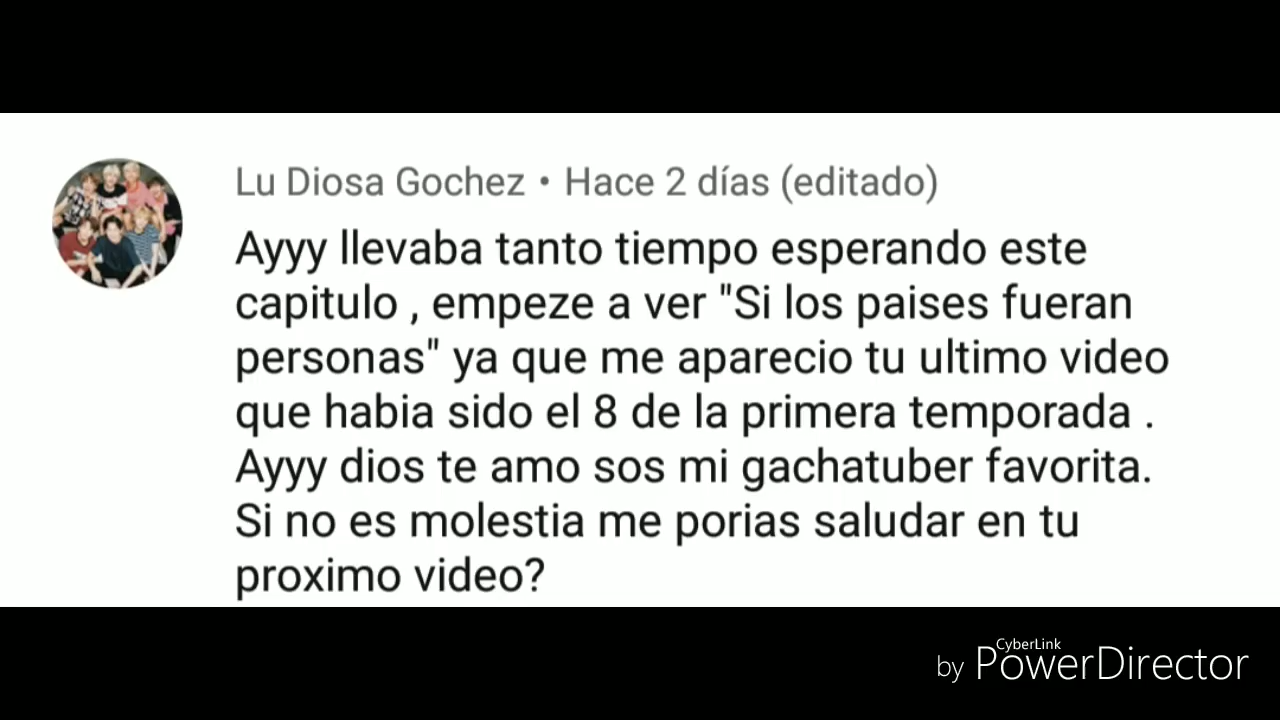 Lu Diosa Gochez • Hace 2 días (editado)
Ayyy llevaba tanto tiempo esperando este
capitulo , empeze a ver "Si los paises fueran
personas" ya que me aparecio tu ultimo video
que habia sido el 8 de la primera temporada .
Ayyy dios te amo sos mi gachatuber favorita.
Si no es molestia me porias saludar en tu
proximo video?
CyberLink
by PowerDirector